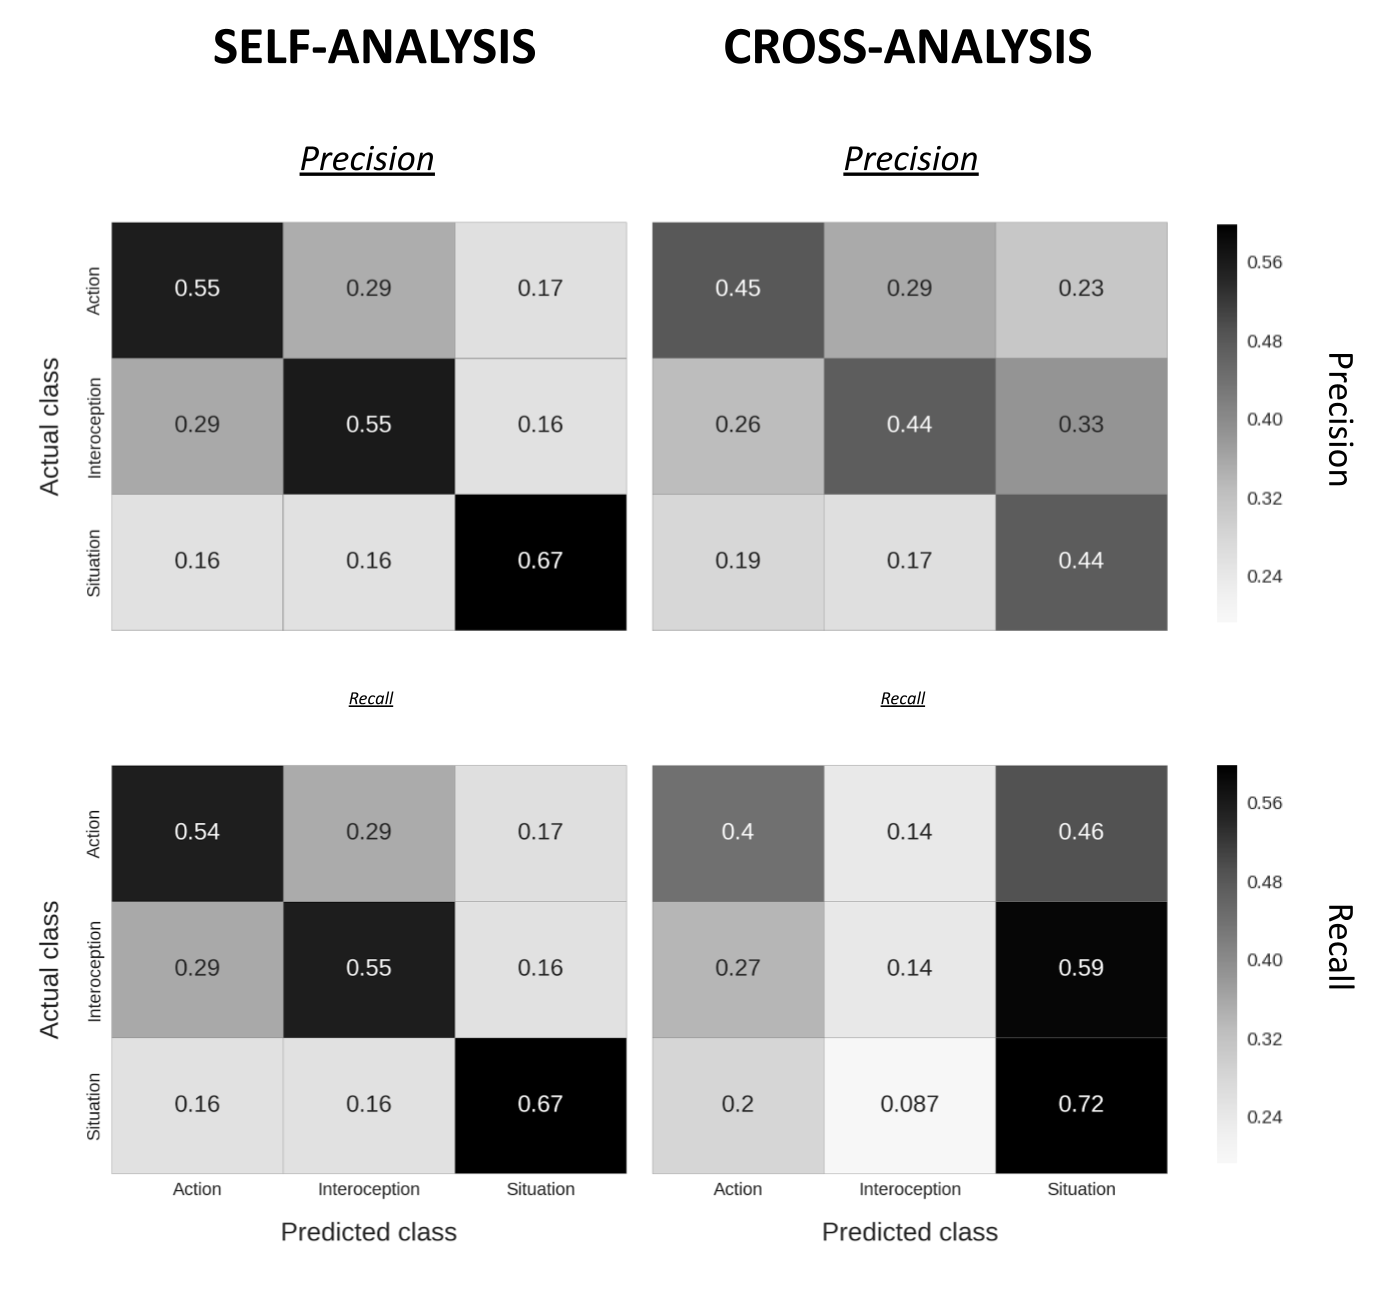 SELF-ANALYSIS CROSS-ANALYSIS
Precision Precision
Actual class
Action 0.55 0.29 0.17 0.45 0.29 0.23
Interoception 0.29 0.55 0.16 0.26 0.44 0.33
Situation 0.16 0.16 0.67 0.19 0.17 0.44
0.56
0.48
0.40
0.32
0.24
Precision
Recall Recall
Actual class
Action 0.54 0.29 0.17 0.4 0.14 0.46
Interoception 0.29 0.55 0.16 0.27 0.14 0.59
Situation 0.16 0.16 0.67 0.2 0.087 0.72
0.56
0.48
0.40
0.32
0.24
Recall
Action Interoception Situation Action Interoception Situation
Predicted class Predicted class